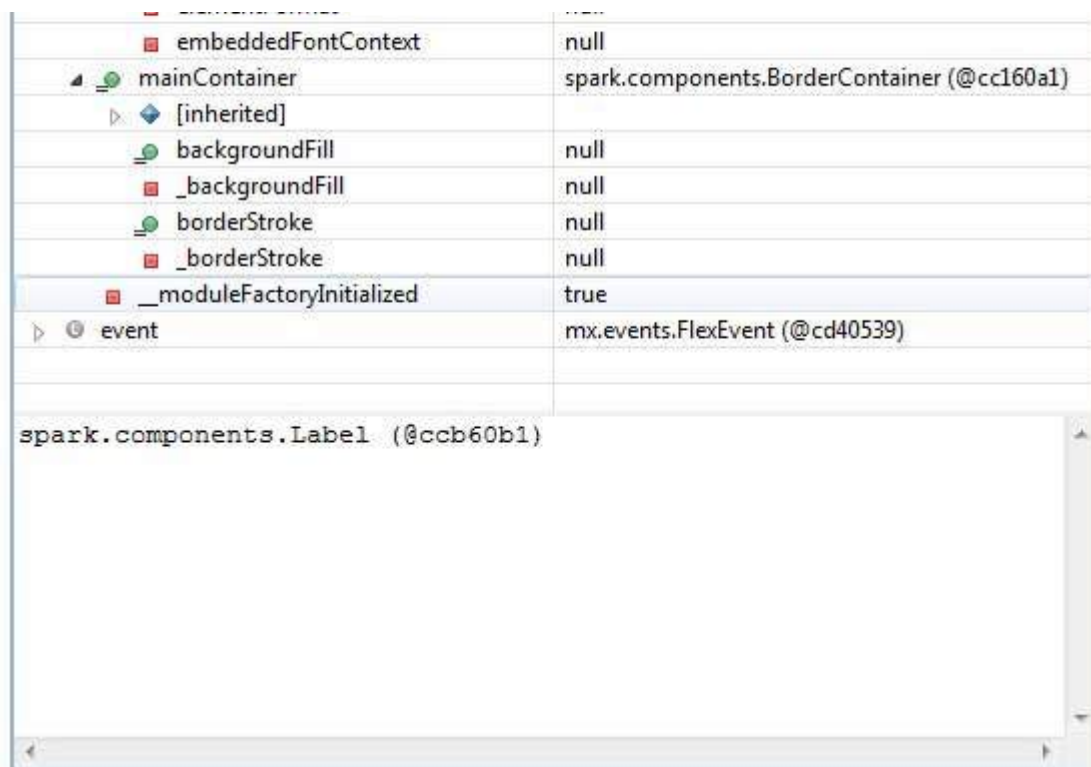 embeddedFontContext null
mainContainer spark.components.BorderContainer (@cc160a1)
[inherited]
backgroundFill null
_backgroundFill null
borderStroke null
_borderStroke null
__moduleFactoryInitialized true
event mx.events.FlexEvent (@cd40539)
spark.components.Label (@ccb60b1)